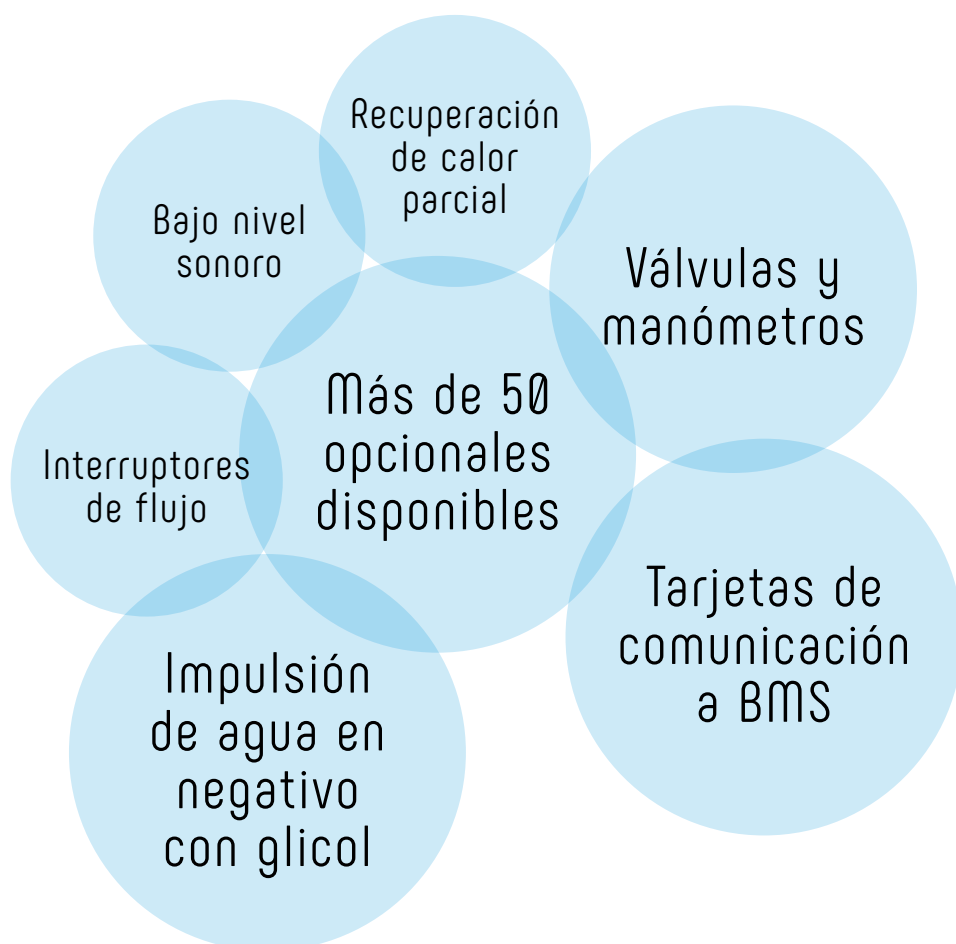 Recuperación
de calor
parcial
Bajo nivel
sonoro
Válvulas y
manómetros
Más de 50
opcionales
disponibles
Interruptores
de flujo
Tarjetas de
comunicación
a BMS
Impulsión
de agua en
negativo
con glicol